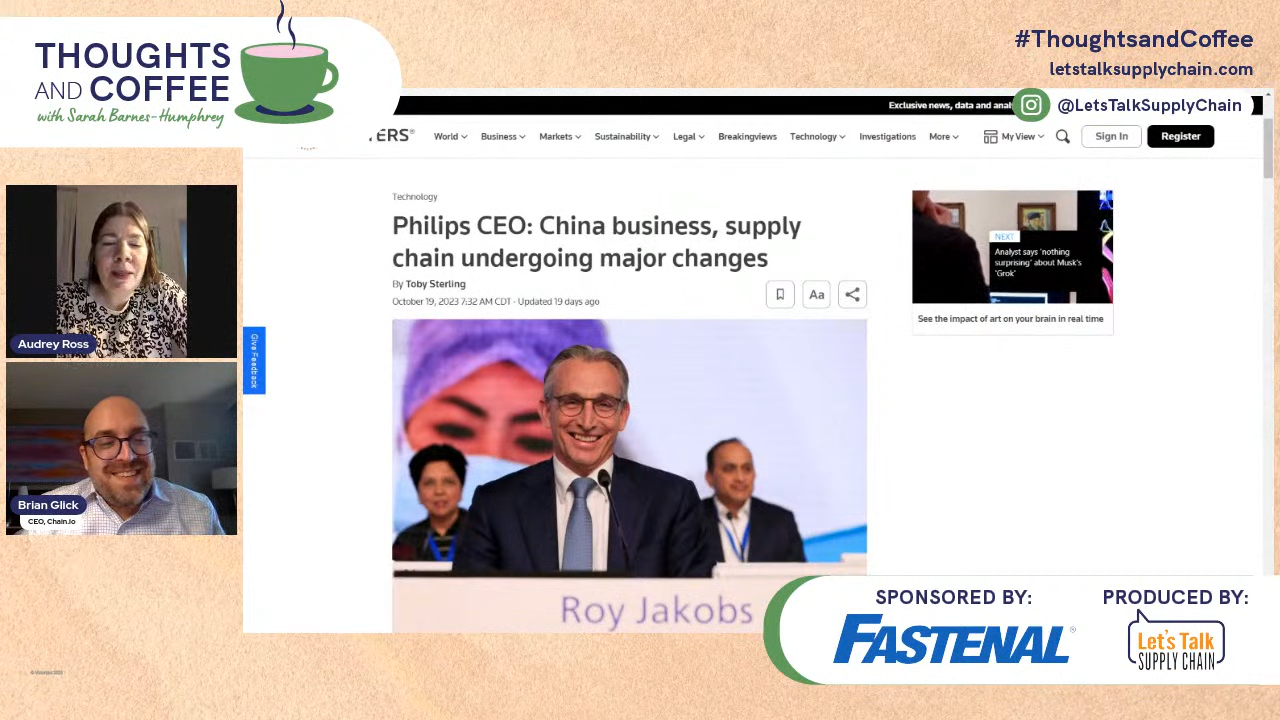 THOUGHTS
AND COFFEE
with Sarah Barnes-Humphrey
#ThoughtsandCoffee
letstalksupplychain.com
@LetsTalkSupplyChain
Exclusive news, data and
ERS®
World
Business
Markets
Sustainability
Legal
Breakingviews
Technology
Investigations
More
My View
Sign In
Register
Technology
Philips CEO: China business, supply
chain undergoing major changes
By Toby Sterling
October 19, 2023 7:32 AM CDT · Updated 19 days ago
Aa
NEXT
Analyst says 'nothing
surprising' about Musk's
'Grok'
See the impact of art on your brain in real time
Give Feedback
Audrey Ross
Brian Glick
CEO, Chain.io
Roy Jakobs
SPONSORED BY:
FASTENAL®
PRODUCED BY:
Let's Talk
SUPPLY CHAIN